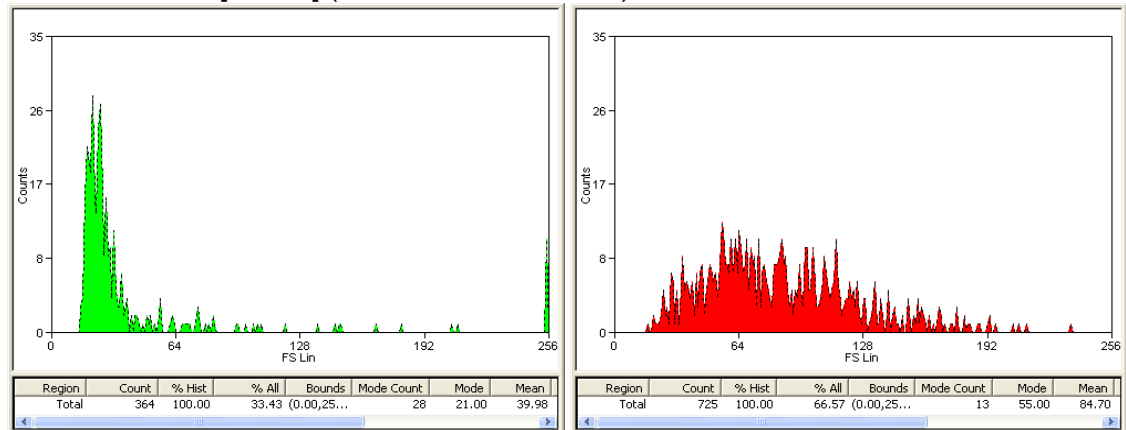 35
26
17
8
0
Counts
0 64 128 192 256
FS Lin
Region Count % Hist % All Bounds Mode Count Mode Mean
Total 364 100.00 33.43 (0.00,25... 28 21.00 39.98
35
26
17
8
0
Counts
0 64 128 192 256
FS Lin
Region Count % Hist % All Bounds Mode Count Mode Mean
Total 725 100.00 66.57 (0.00,25... 13 55.00 84.70